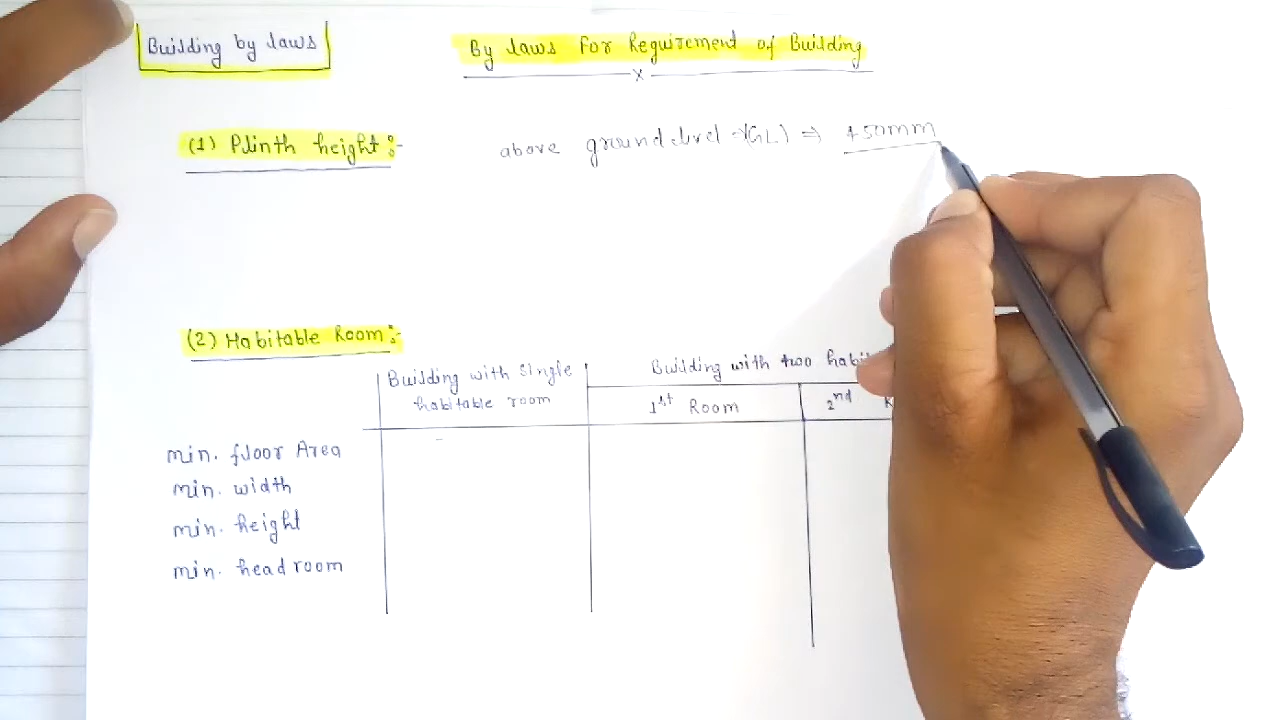 Building by laws
By laws For Requirement of Building
x
(1) Plinth height:-
above ground level (GL) ⇒ 450mm
(2) Habitable Room:-
Building with single habitable room
Building with two
1st Room
2nd
min. floor Area
min. width
min. height
min. head room